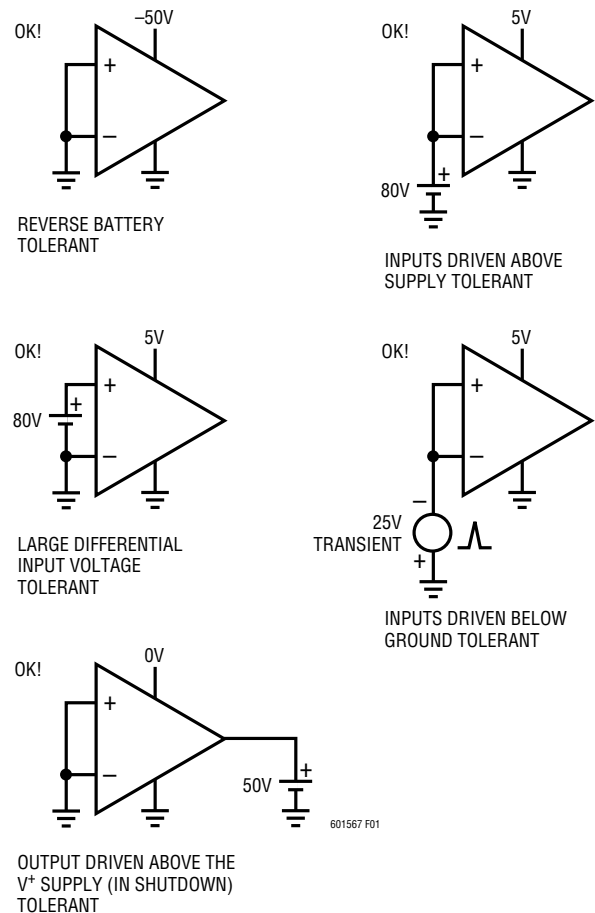 OK!
–50V
+
–
REVERSE BATTERY
TOLERANT
OK!
5V
+
–
+
80V
INPUTS DRIVEN ABOVE
SUPPLY TOLERANT
OK!
5V
+
80V
+
–
LARGE DIFFERENTIAL
INPUT VOLTAGE
TOLERANT
OK!
5V
+
–
–
25V
TRANSIENT
+
INPUTS DRIVEN BELOW
GROUND TOLERANT
OK!
0V
+
–
+
50V
601567 F01
OUTPUT DRIVEN ABOVE THE
V⁺ SUPPLY (IN SHUTDOWN)
TOLERANT